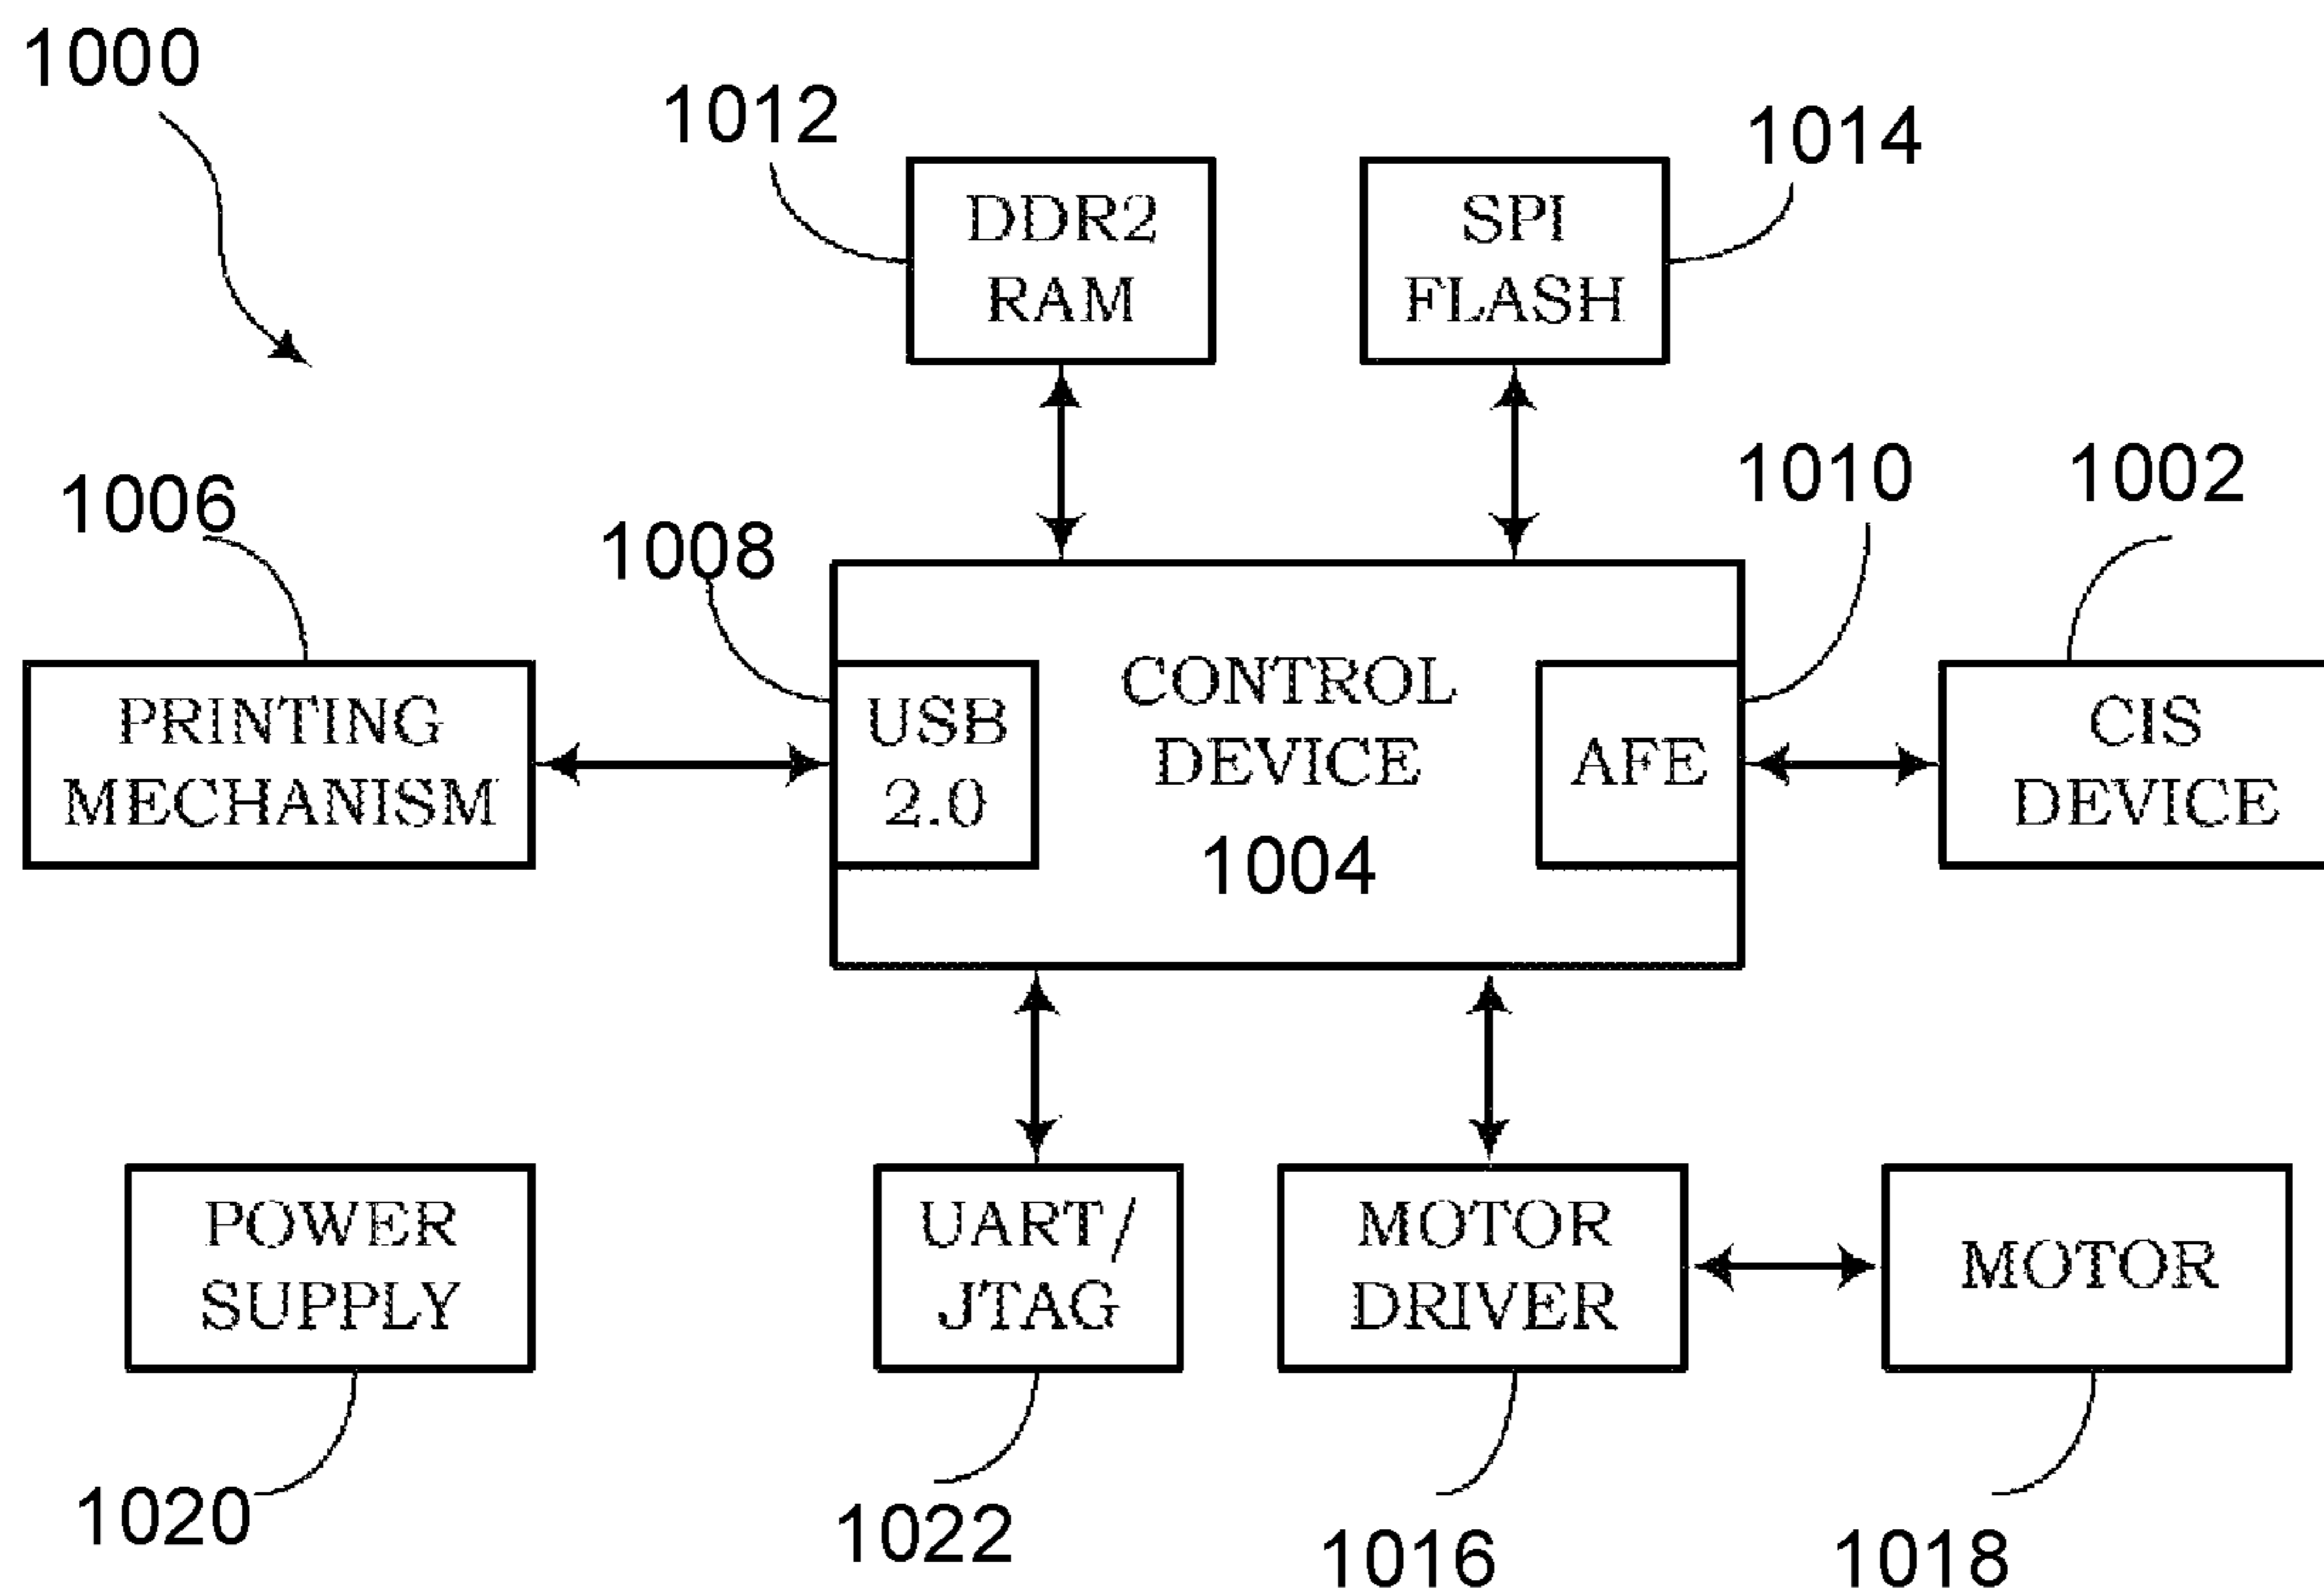 1000
1012
1014
DDR2
RAM
SPI
FLASH
1006
1008
1010
1002
PRINTING
MECHANISM
USB
2.0
CONTROL
DEVICE
1004
AFE
CIS
DEVICE
POWER
SUPPLY
UART/
JTAG
MOTOR
DRIVER
MOTOR
1020
1022
1016
1018